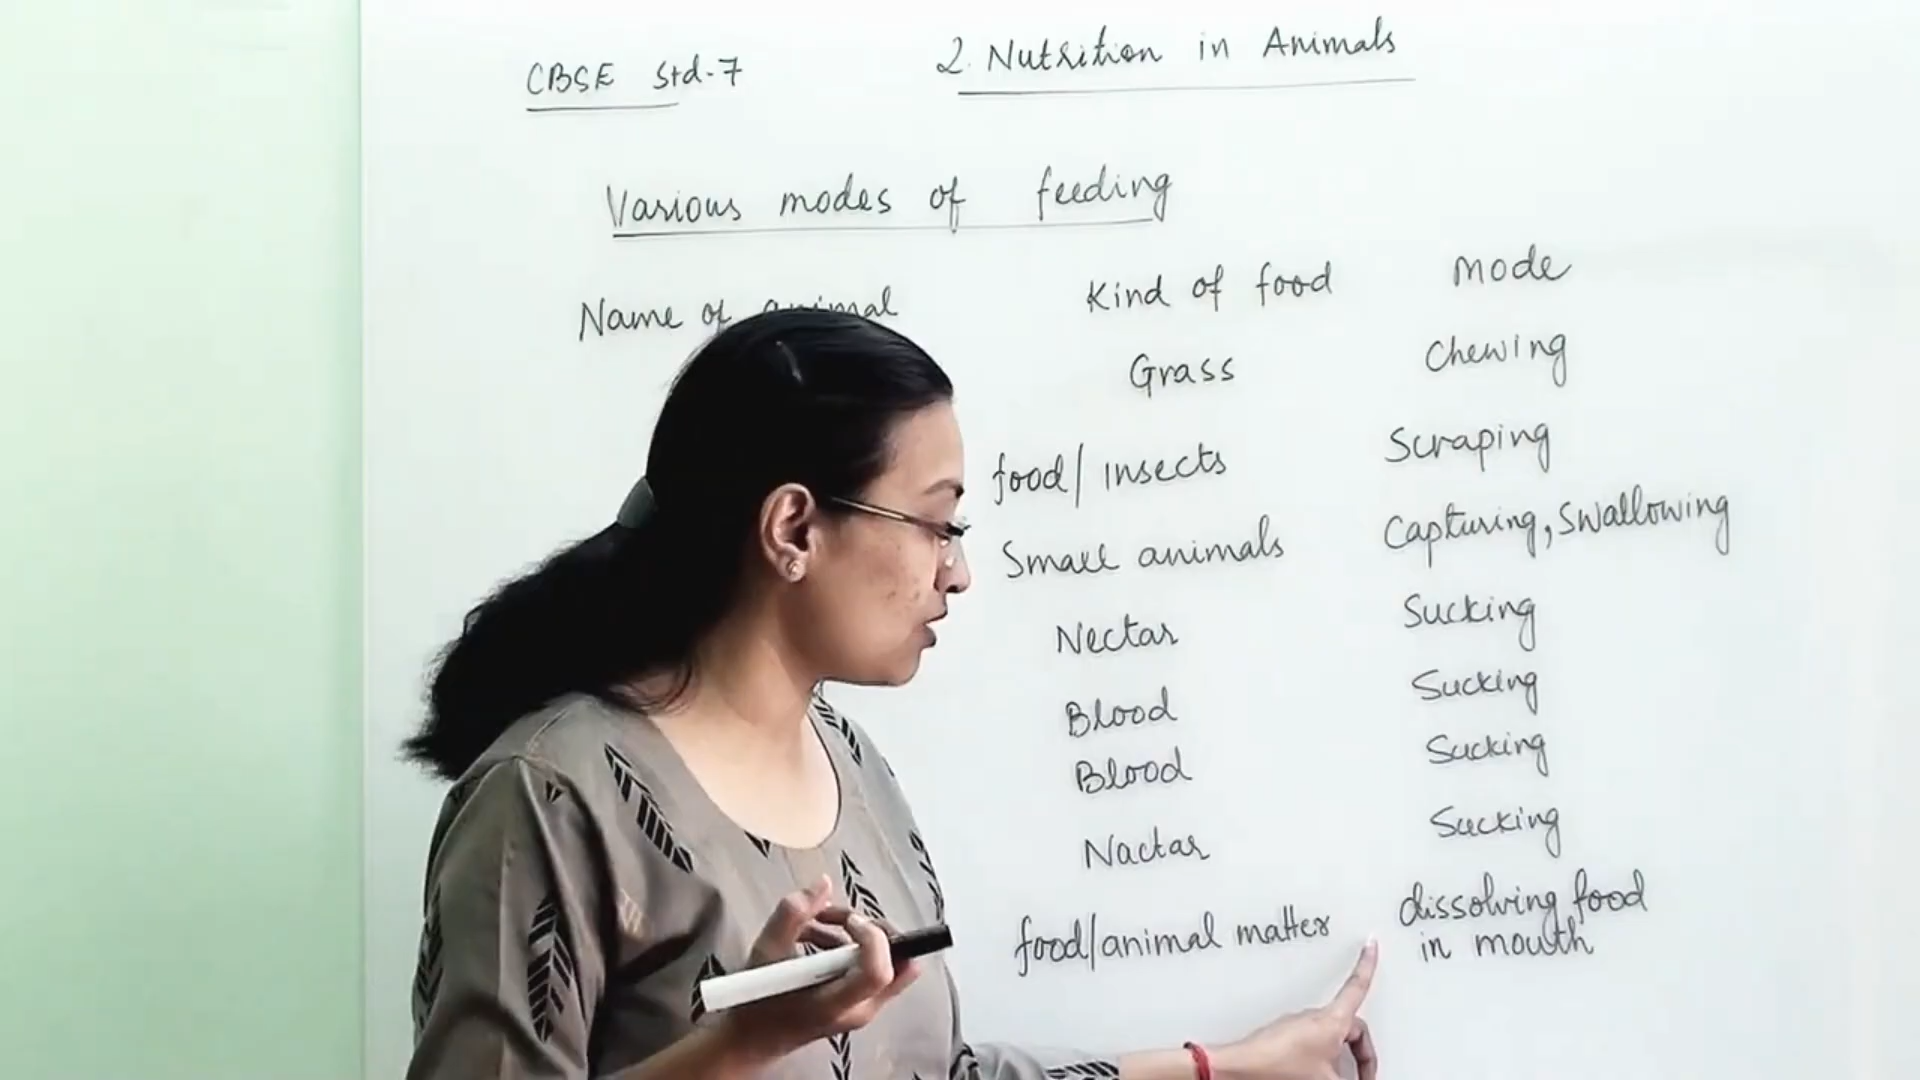 CBSE Std-7
2. Nutrition in Animals
Various modes of feeding
Name of animal Kind of food mode
Grass Chewing
food/insects Scraping
Small animals Capturing, Swallowing
Nectar Sucking
Blood Sucking
Blood Sucking
Nactar Sucking
food/animal matter dissolving food
in mouth